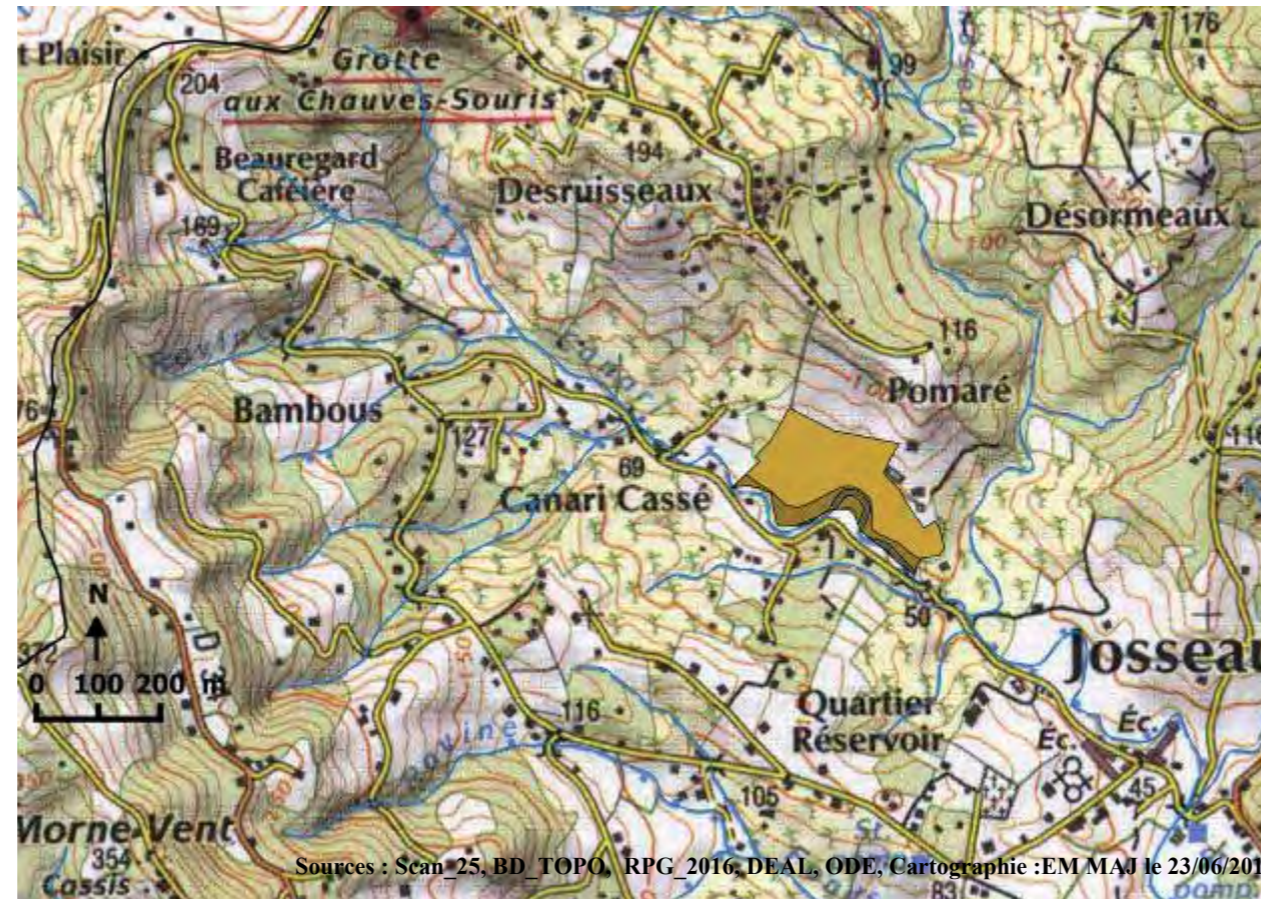 t Plaisir
Grotte
aux Chauves-Souris
204
176
99
194
Beauregard
Caféière
Desruisseaux
Désormeaux
169
100
116
Pomaré
Bambous
127
69
Canari Cassé
50
N
0 100 200 m
Josseau
Quartier
Réservoir
Éc.
Éc.
116
105
45
Morne Vent
354
Cassis
83
Sources : Scan_25, BD_TOPO, RPG_2016, DEAL, ODE, Cartographie :EM MAJ le 23/06/201